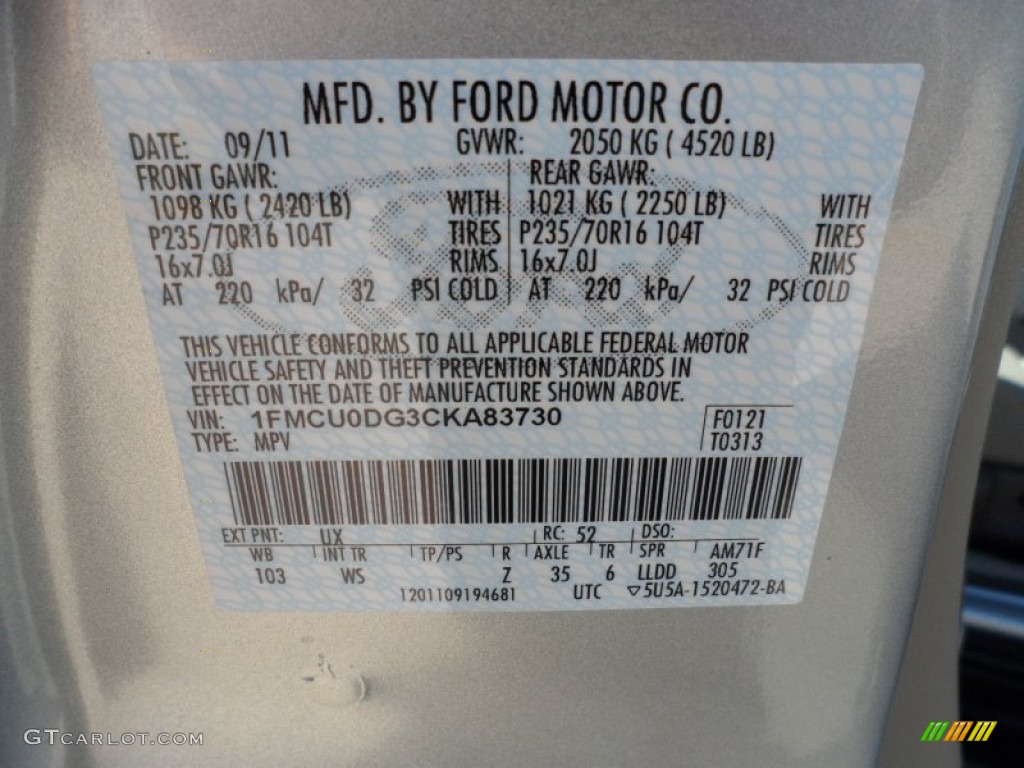 MFD. BY FORD MOTOR CO.
DATE: 09/11 GVWR: 2050 KG ( 4520 LB)
FRONT GAWR: REAR GAWR:
1098 KG ( 2420 LB) WITH 1021 KG ( 2250 LB) WITH
P235/70R16 104T TIRES P235/70R16 104T TIRES
16x7.0J RIMS 16x7.0J RIMS
AT 220 kPa/ 32 PSI COLD AT 220 kPa/ 32 PSI COLD
THIS VEHICLE CONFORMS TO ALL APPLICABLE FEDERAL MOTOR
VEHICLE SAFETY AND THEFT PREVENTION STANDARDS IN
EFFECT ON THE DATE OF MANUFACTURE SHOWN ABOVE.
VIN: 1FMCU0DG3CKA83730 F0121
TYPE: MPV T0313
EXT PNT: UX RC: 52 DSO:
WB INT TR TP/PS R AXLE TR SPR AM71F
103 WS Z 35 6 LLDD 305
1201109194681 UTC ▽5U5A-1520472-BA
GTCARLOT.COM